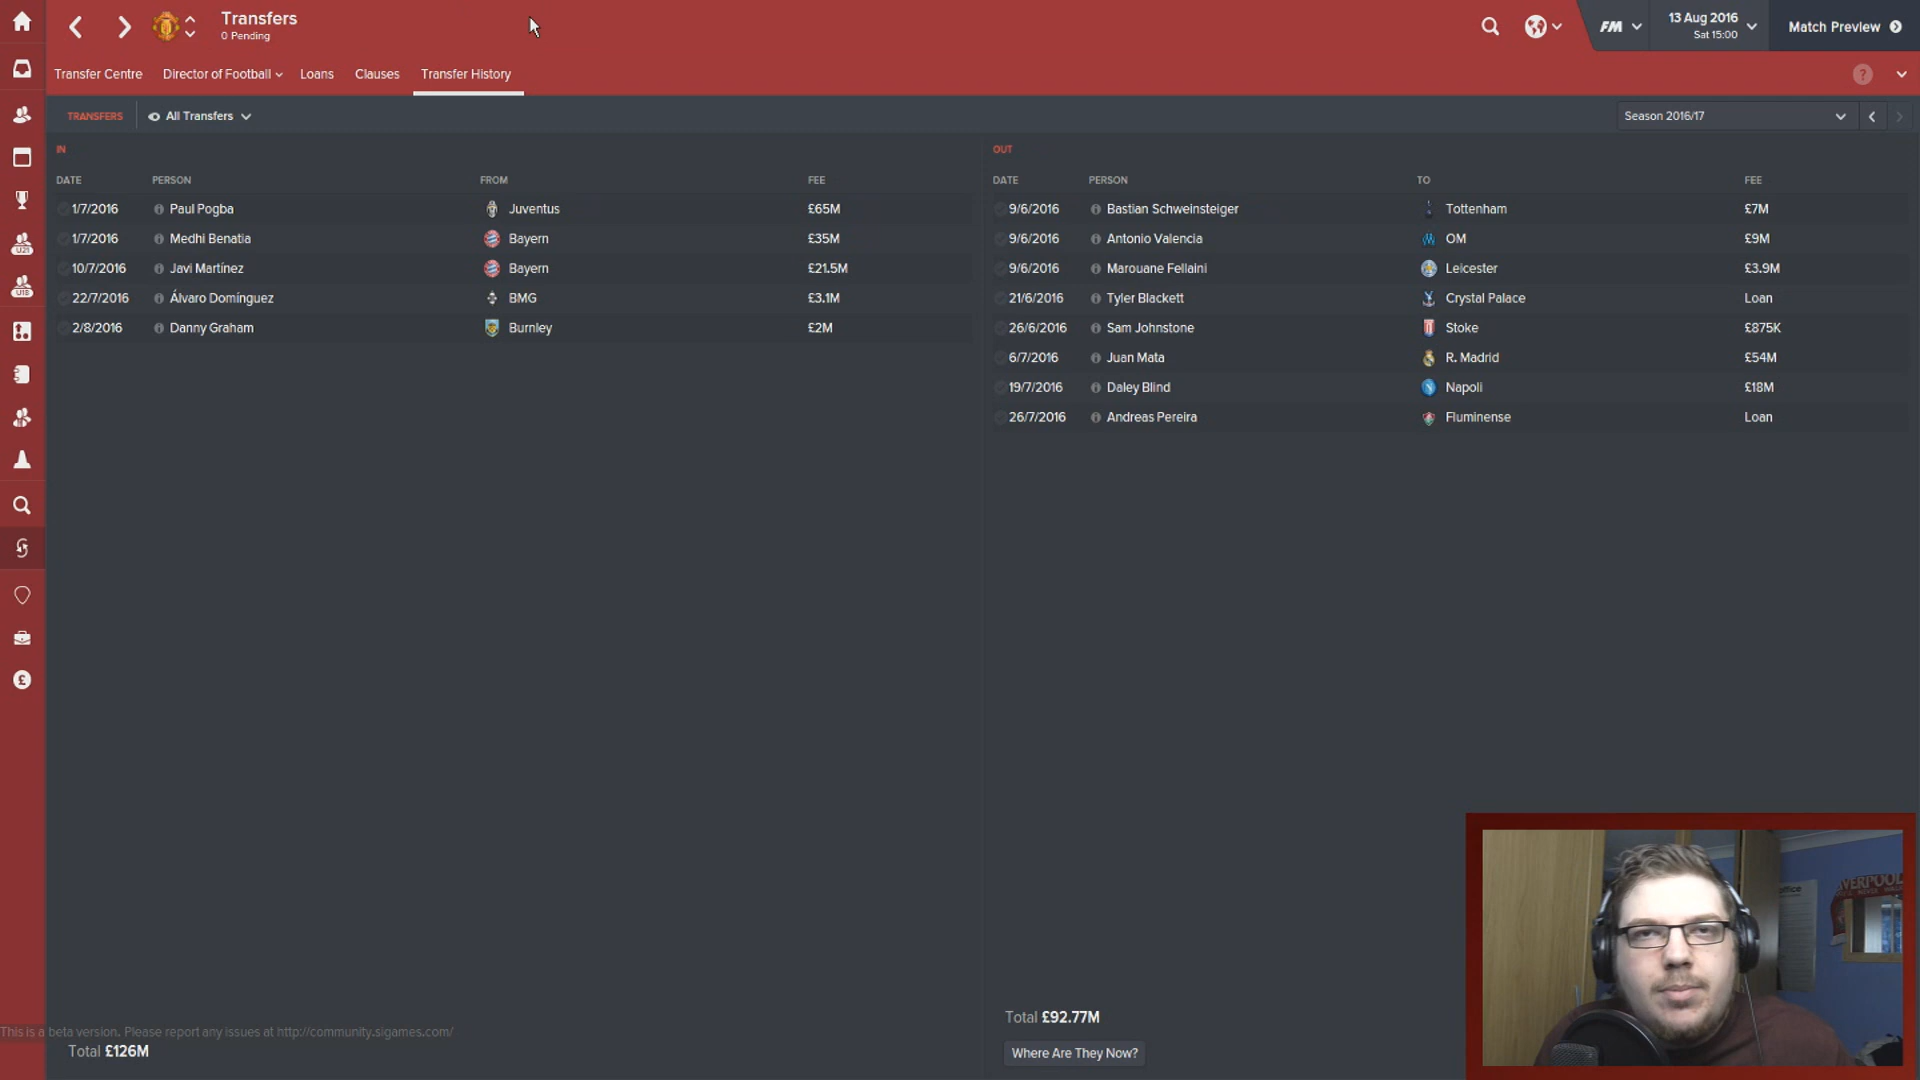 Transfers
0 Pending
FM
13 Aug 2016
Sat 15:00
Match Preview
Transfer Centre
Director of Football
Loans
Clauses
Transfer History
?
TRANSFERS
All Transfers
Season 2016/17
IN
DATE PERSON FROM FEE
1/7/2016 Paul Pogba Juventus £65M
1/7/2016 Medhi Benatia Bayern £35M
10/7/2016 Javi Martínez Bayern £21.5M
22/7/2016 Álvaro Domínguez BMG £3.1M
2/8/2016 Danny Graham Burnley £2M
OUT
DATE PERSON TO FEE
9/6/2016 Bastian Schweinsteiger Tottenham £7M
9/6/2016 Antonio Valencia OM £9M
9/6/2016 Marouane Fellaini Leicester £3.9M
21/6/2016 Tyler Blackett Crystal Palace Loan
26/6/2016 Sam Johnstone Stoke £875K
6/7/2016 Juan Mata R. Madrid £54M
19/7/2016 Daley Blind Napoli £18M
26/7/2016 Andreas Pereira Fluminense Loan
This is a beta version. Please report any issues at http://community.sigames.com/
Total £126M
Total £92.77M
Where Are They Now?
U21
U18
£
office